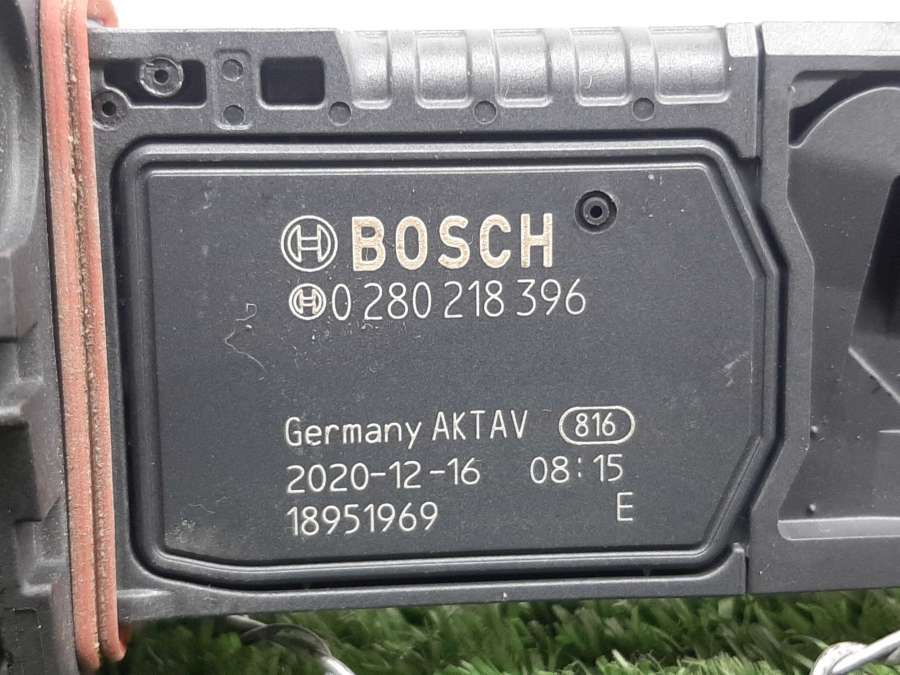 BOSCH
0 280 218 396
Germany AKTAV 816
2020-12-16 08:15
18951969 E